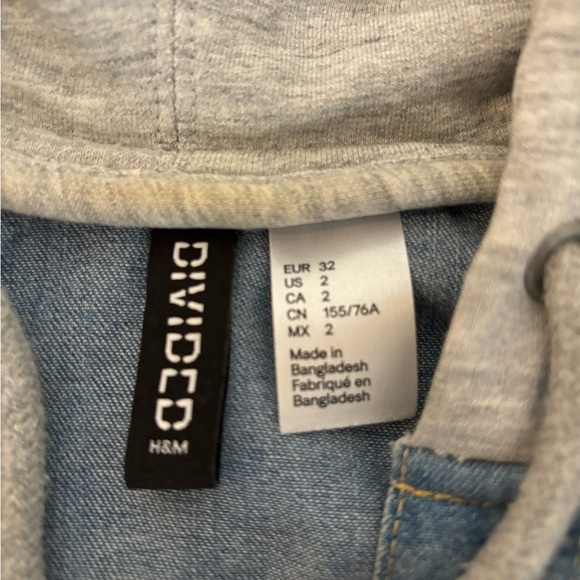 DIVIDED
H&M
EUR 32
US 2
CA 2
CN 155/76A
MX 2
Made in
Bangladesh
Fabriqué en
Bangladesh